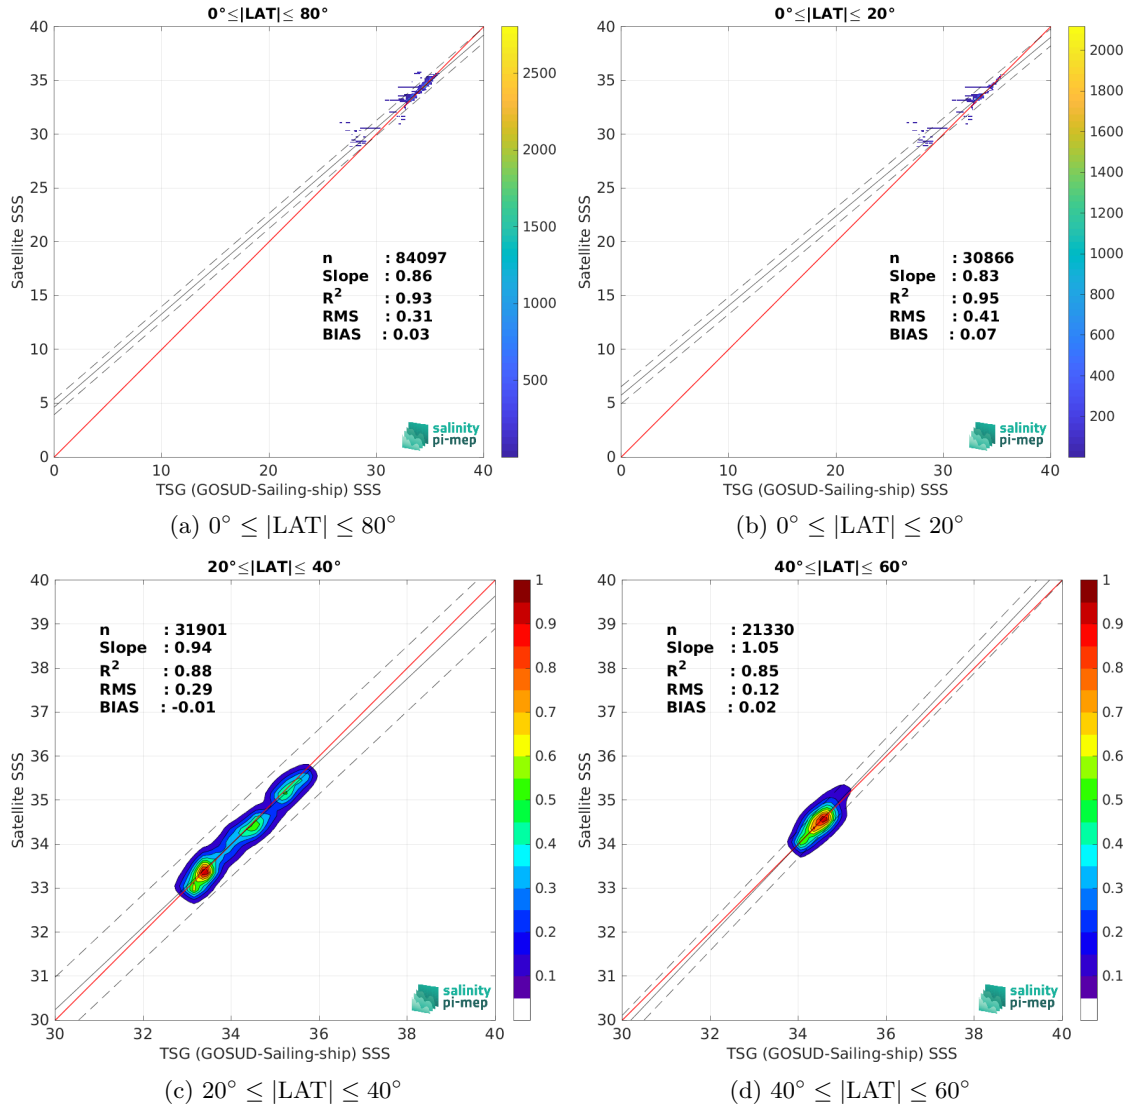 0°≤|LAT|≤ 80°
40
35
30
25
20
15
10
5
0
Satellite SSS
n : 84097
Slope : 0.86
R² : 0.93
RMS : 0.31
BIAS : 0.03
salinity
pi-mep
0 10 20 30 40
TSG (GOSUD-Sailing-ship) SSS
2500
2000
1500
1000
500
(a) 0° ≤ |LAT| ≤ 80°
0°≤|LAT|≤ 20°
40
35
30
25
20
15
10
5
0
Satellite SSS
n : 30866
Slope : 0.83
R² : 0.95
RMS : 0.41
BIAS : 0.07
salinity
pi-mep
0 10 20 30 40
TSG (GOSUD-Sailing-ship) SSS
2000
1800
1600
1400
1200
1000
800
600
400
200
(b) 0° ≤ |LAT| ≤ 20°
20°≤|LAT|≤ 40°
40
39
38
37
36
35
34
33
32
31
30
Satellite SSS
n : 31901
Slope : 0.94
R² : 0.88
RMS : 0.29
BIAS : -0.01
salinity
pi-mep
30 32 34 36 38 40
TSG (GOSUD-Sailing-ship) SSS
1
0.9
0.8
0.7
0.6
0.5
0.4
0.3
0.2
0.1
(c) 20° ≤ |LAT| ≤ 40°
40°≤|LAT|≤ 60°
40
39
38
37
36
35
34
33
32
31
30
Satellite SSS
n : 21330
Slope : 1.05
R² : 0.85
RMS : 0.12
BIAS : 0.02
salinity
pi-mep
30 32 34 36 38 40
TSG (GOSUD-Sailing-ship) SSS
1
0.9
0.8
0.7
0.6
0.5
0.4
0.3
0.2
0.1
(d) 40° ≤ |LAT| ≤ 60°